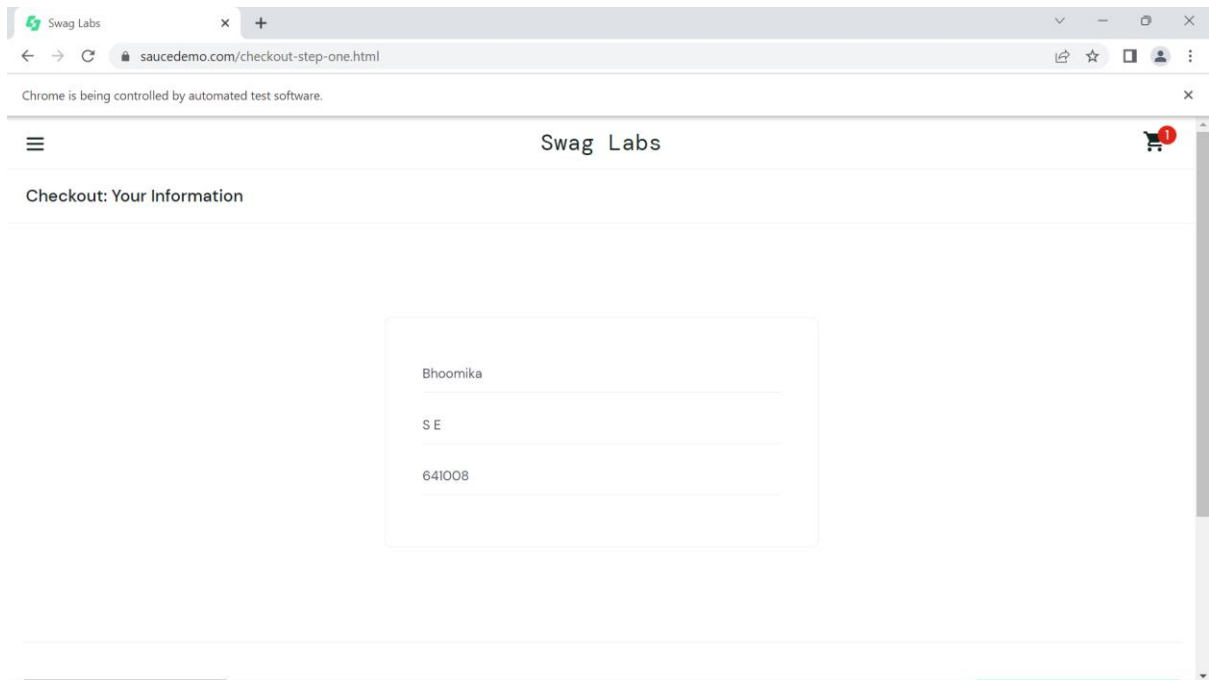 Swag Labs
saucedemo.com/checkout-step-one.html
Chrome is being controlled by automated test software.
Swag Labs
1
Checkout: Your Information
Bhoomika
S E
641008